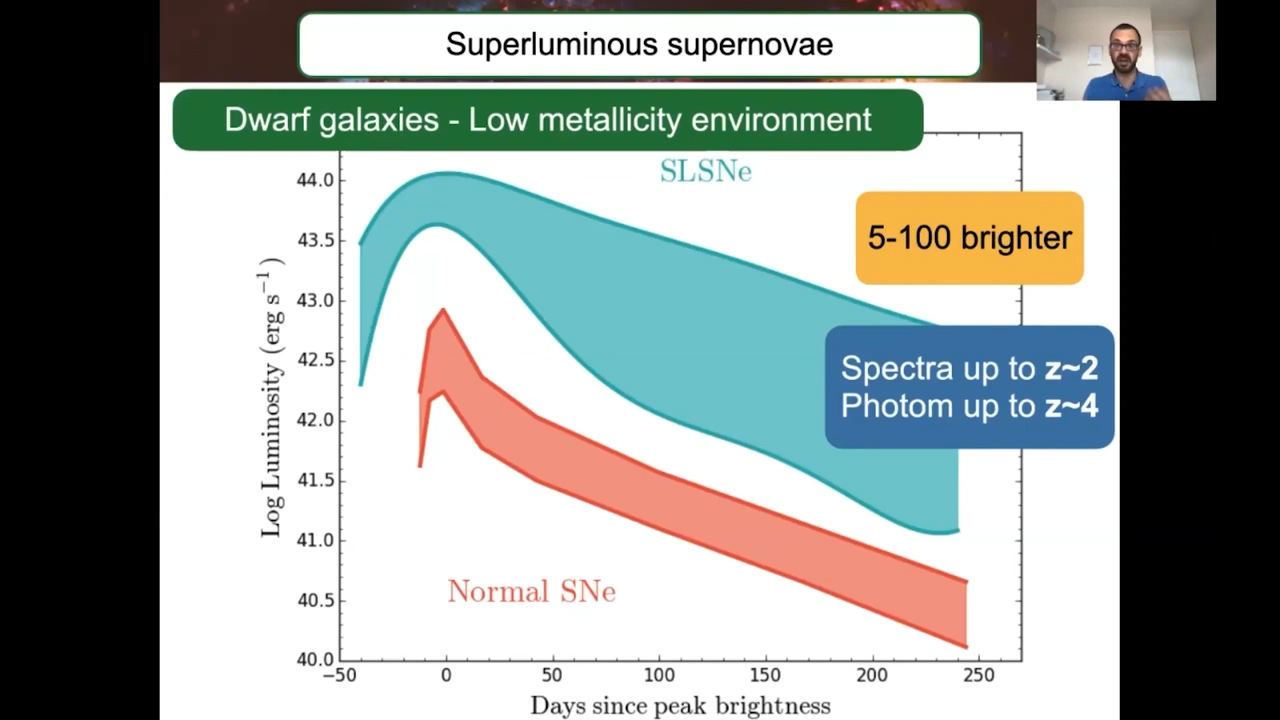 Superluminous supernovae
Dwarf galaxies - Low metallicity environment
SLSNe
5-100 brighter
Spectra up to z~2
Photom up to z~4
Normal SNe
Log Luminosity (erg s⁻¹)
44.0
43.5
43.0
42.5
42.0
41.5
41.0
40.5
40.0
−50 0 50 100 150 200 250
Days since peak brightness